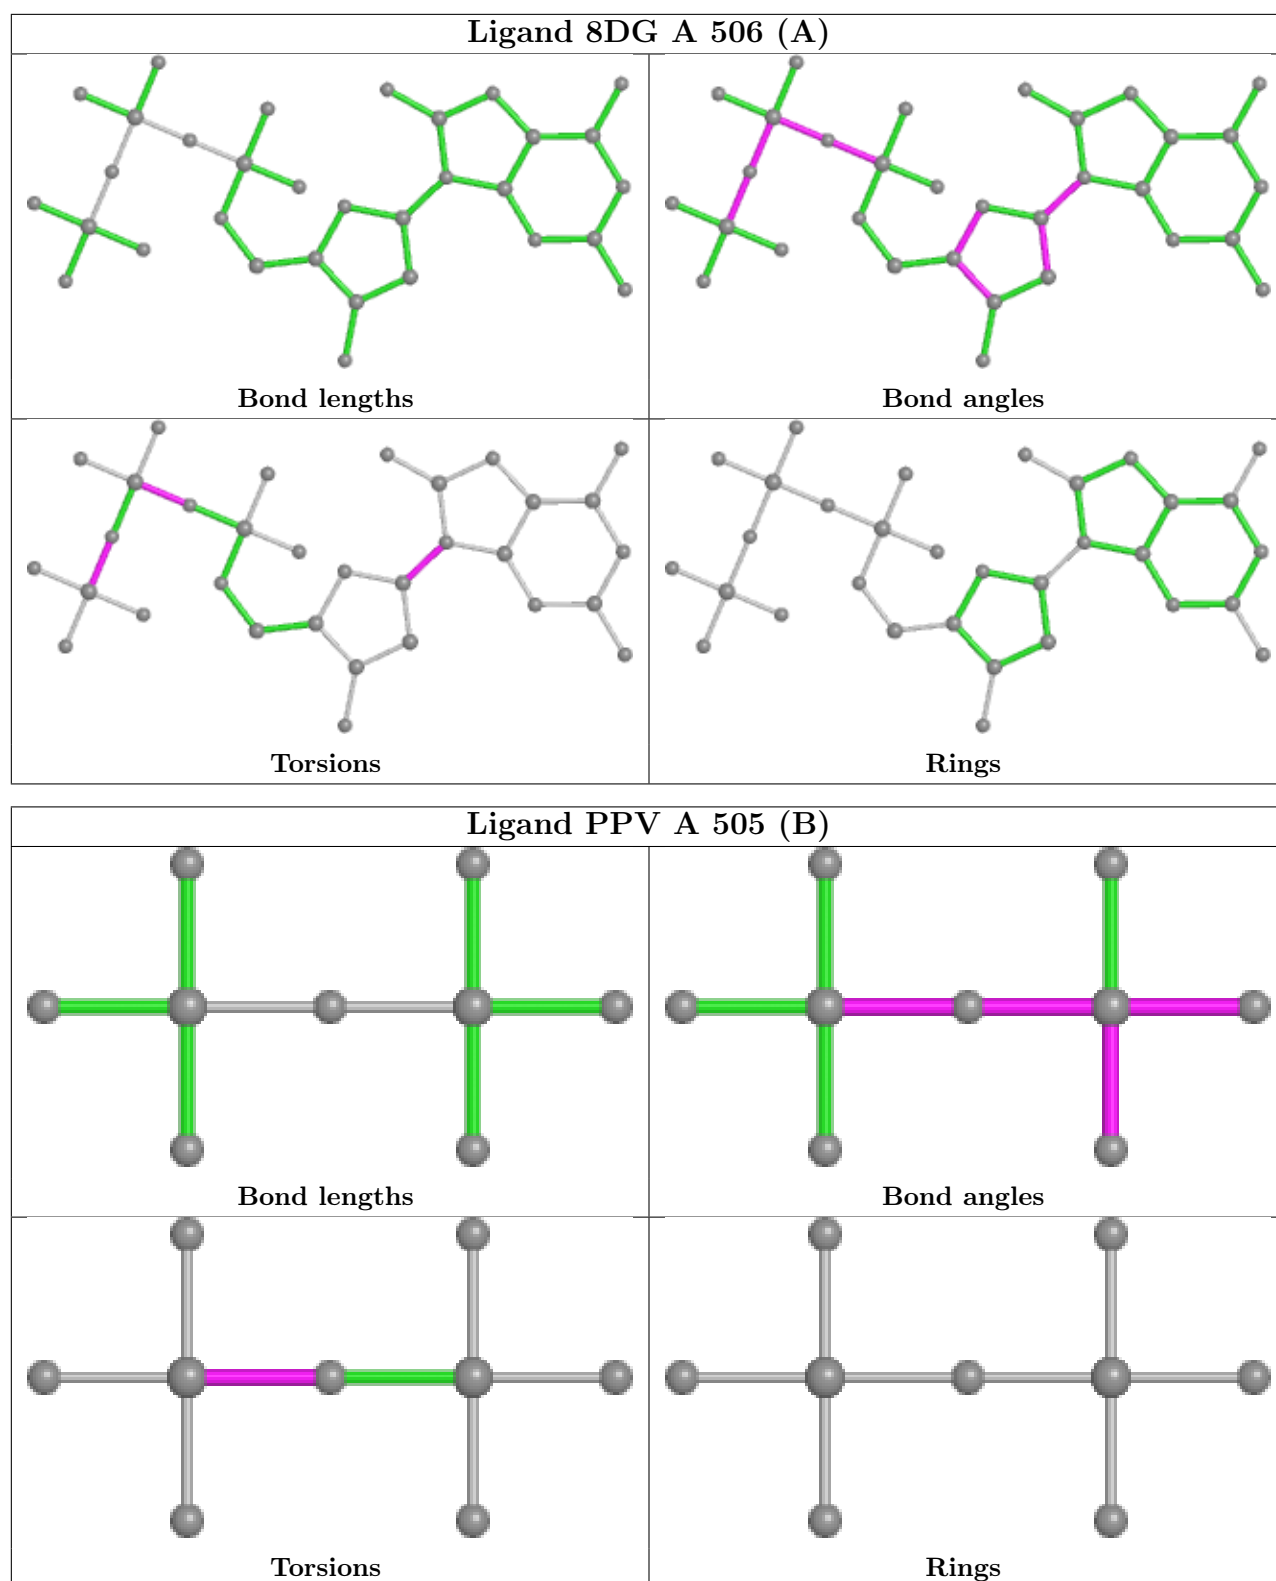 Ligand 8DG A 506 (A)
Bond lengths
Bond angles
Torsions
Rings
Ligand PPV A 505 (B)
Bond lengths
Bond angles
Torsions
Rings